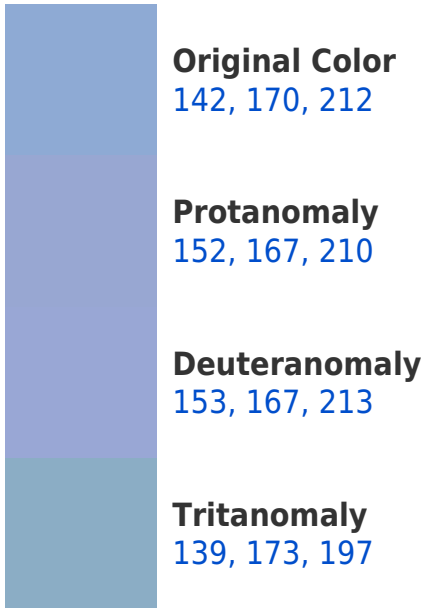 Original Color
142, 170, 212
Protanomaly
152, 167, 210
Deuteranomaly
153, 167, 213
Tritanomaly
139, 173, 197